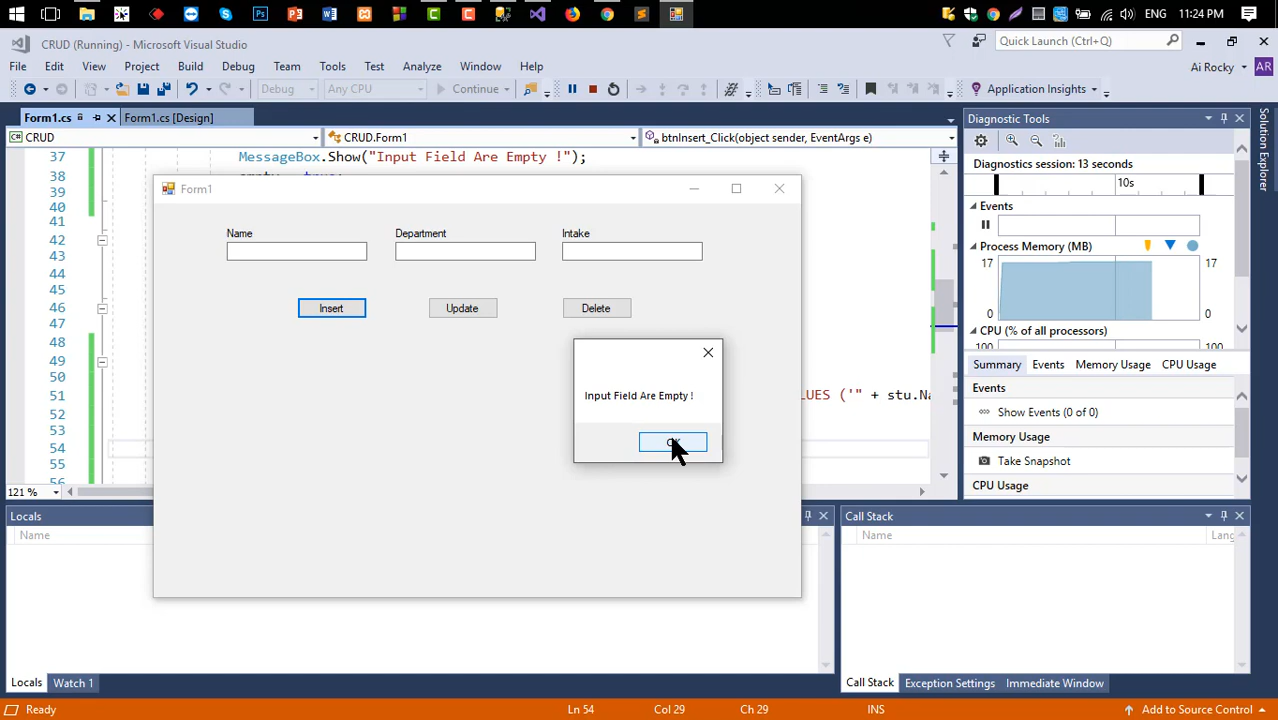 ENG 11:24 PM
CRUD (Running) - Microsoft Visual Studio
Quick Launch (Ctrl+Q)
File Edit View Project Build Debug Team Tools Test Analyze Window Help
Ai Rocky AR
Debug Any CPU Continue Application Insights
Form1.cs Form1.cs [Design]
CRUD CRUD.Form1 btnInsert_Click(object sender, EventArgs e)
37 MessageBox.Show("Input Field Are Empty !");
38
39
40
41
42
43
44
45
46
47
48
49
50
51 LUES ('" + stu.Na
52
53
54
55
56
121 %
Form1
Name Department Intake
Insert Update Delete
Input Field Are Empty !
OK
Diagnostic Tools
Diagnostics session: 13 seconds
10s
Events
Process Memory (MB)
17 17
0 0
CPU (% of all processors)
100 100
Summary Events Memory Usage CPU Usage
Events
Show Events (0 of 0)
Memory Usage
Take Snapshot
CPU Usage
Solution Explorer
Locals
Name
Locals Watch 1
Call Stack
Name Lang
Call Stack Exception Settings Immediate Window
Ready Ln 54 Col 29 Ch 29 INS Add to Source Control